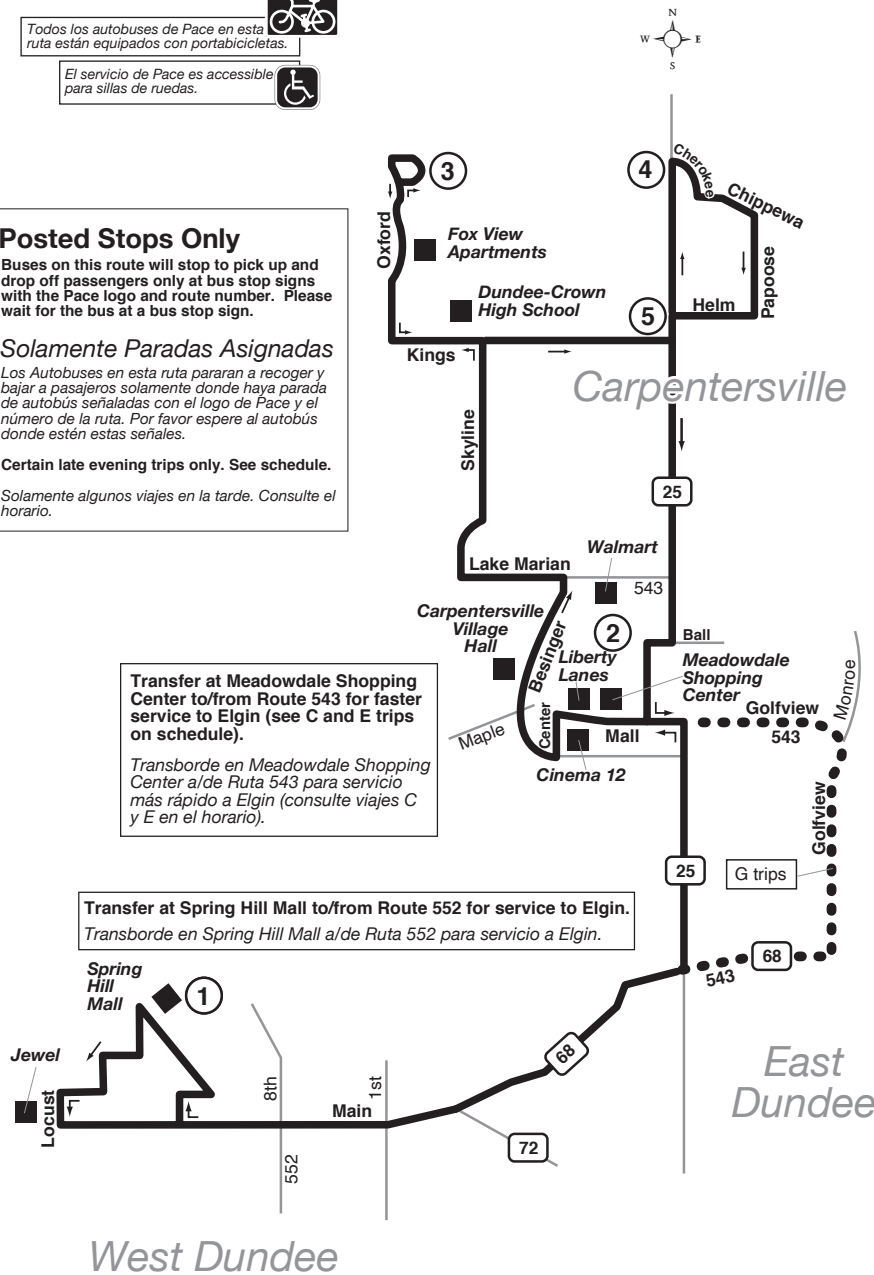 Todos los autobuses de Pace en esta
ruta están equipados con portabicicletas.
El servicio de Pace es accessible
para sillas de ruedas.
N
W
E
S
3
4
Cherokee
Chippewa
Oxford
Fox View
Apartments
Papoose
Dundee-Crown
High School
5
Helm
Kings
Posted Stops Only
Buses on this route will stop to pick up and
drop off passengers only at bus stop signs
with the Pace logo and route number. Please
wait for the bus at a bus stop sign.
Solamente Paradas Asignadas
Los Autobuses en esta ruta pararan a recoger y
bajar a pasajeros solamente donde haya parada
de autobús señaladas con el logo de Pace y el
número de la ruta. Por favor espere al autobús
donde estén estas señales.
Certain late evening trips only. See schedule.
Solamente algunos viajes en la tarde. Consulte el
horario.
Carpentersville
Skyline
25
Walmart
Lake Marian
543
Carpentersville
Village
Hall
2
Besinger
Ball
Liberty
Lanes
Meadowdale
Shopping
Center
Monroe
Golfview
543
Maple
Center
Mall
Cinema 12
Transfer at Meadowdale Shopping
Center to/from Route 543 for faster
service to Elgin (see C and E trips
on schedule).
Transborde en Meadowdale Shopping
Center a/de Ruta 543 para servicio
más rápido a Elgin (consulte viajes C
y E en el horario).
Golfview
25
G trips
Transfer at Spring Hill Mall to/from Route 552 for service to Elgin.
Transborde en Spring Hill Mall a/de Ruta 552 para servicio a Elgin.
68
543
Spring
Hill
Mall
1
Jewel
68
East
Dundee
8th
1st
Main
Locust
72
552
West Dundee